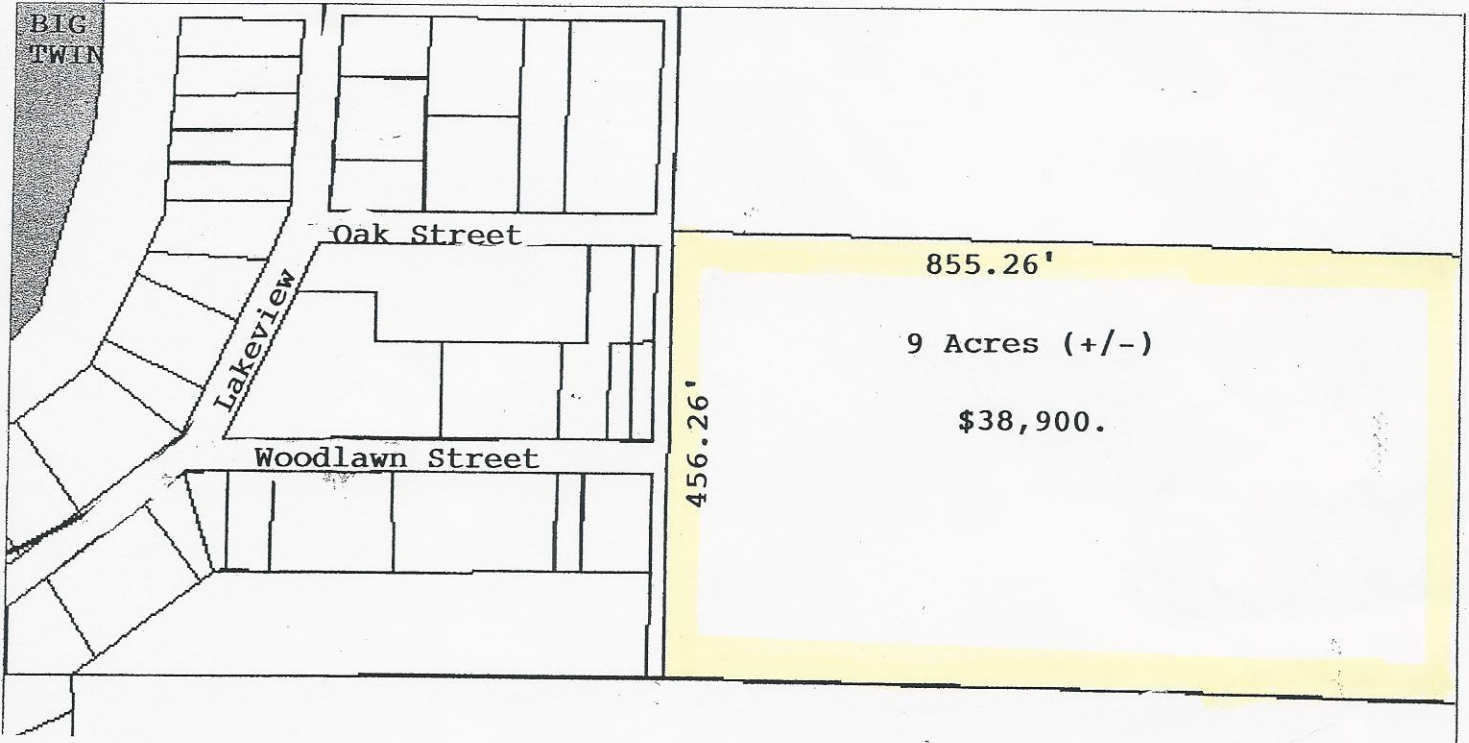 BIG
TWIN
Oak Street
Lakeview
Woodlawn Street
855.26'
9 Acres (+/-)
$38,900.
456.26'